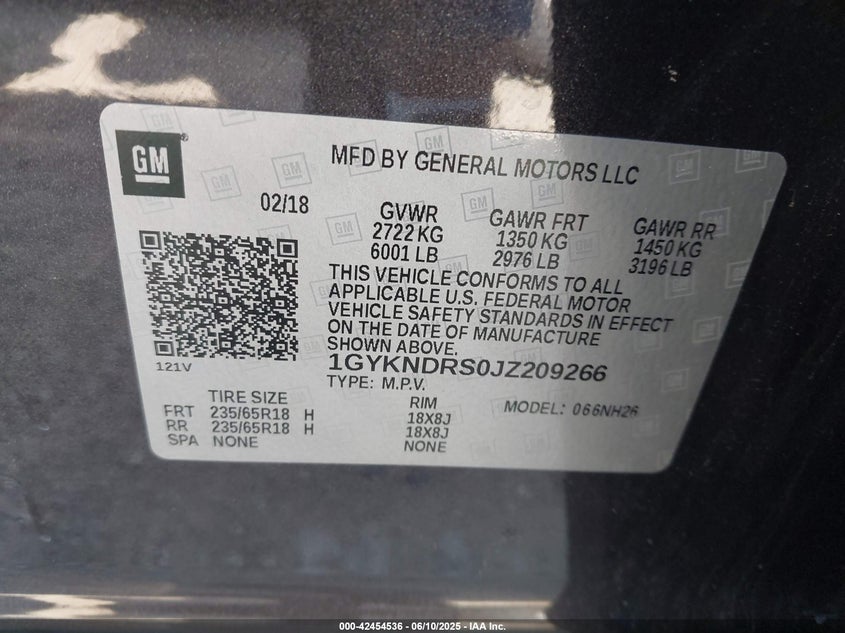 GM
MFD BY GENERAL MOTORS LLC
02/18
GVWR
2722 KG
6001 LB
GAWR FRT
1350 KG
2976 LB
GAWR RR
1450 KG
3196 LB
THIS VEHICLE CONFORMS TO ALL
APPLICABLE U.S. FEDERAL MOTOR
VEHICLE SAFETY STANDARDS IN EFFECT
ON THE DATE OF MANUFACTURE
SHOWN ABOVE.
1GYKNDRS0JZ209266
TYPE: M.P.V.
121V
TIRE SIZE
RIM
MODEL: 066NH26
FRT 235/65R18 H 18X8J
RR 235/65R18 H 18X8J
SPA NONE NONE
000-42454536 - 06/10/2025 - IAA Inc.